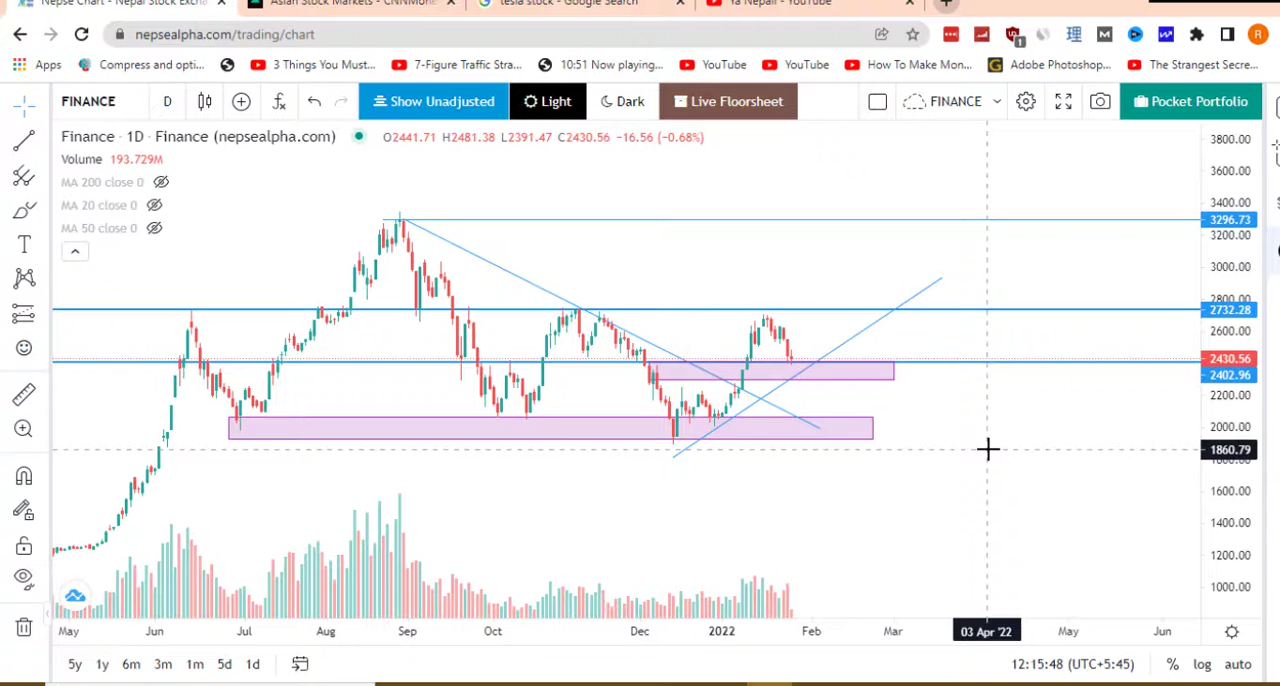 Nepse Chart - Nepal Stock Exch
Asian Stock Markets - CNNMone
tesla stock - Google Search
Ya Nepali - YouTube
nepsealpha.com/trading/chart
Apps
Compress and opti...
3 Things You Must...
7-Figure Traffic Stra...
10:51 Now playing...
YouTube
YouTube
How To Make Mon...
Adobe Photoshop...
The Strangest Secre...
FINANCE
D
Show Unadjusted
Light
Dark
Live Floorsheet
FINANCE
Pocket Portfolio
Finance · 1D · Finance (nepsealpha.com)
O2441.71 H2481.38 L2391.47 C2430.56 -16.56 (-0.68%)
Volume 193.729M
MA 200 close 0
MA 20 close 0
MA 50 close 0
3800.00
3600.00
3400.00
3296.73
3200.00
3000.00
2800.00
2732.28
2600.00
2430.56
2402.96
2200.00
2000.00
1860.79
1600.00
1400.00
1200.00
1000.00
May
Jun
Jul
Aug
Sep
Oct
Dec
2022
Feb
Mar
03 Apr '22
May
Jun
5y 1y 6m 3m 1m 5d 1d
12:15:48 (UTC+5:45)
% log auto